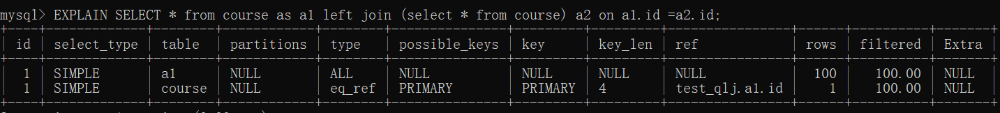 mysql> EXPLAIN SELECT * from course as a1 left join (select * from course) a2 on a1.id =a2.id;
| id | select_type | table | partitions | type | possible_keys | key | key_len | ref | rows | filtered | Extra |
| 1 | SIMPLE | a1 | NULL | ALL | NULL | NULL | NULL | NULL | 100 | 100.00 | NULL |
| 1 | SIMPLE | course | NULL | eq_ref | PRIMARY | PRIMARY | 4 | test_qlj.a1.id | 1 | 100.00 | NULL |